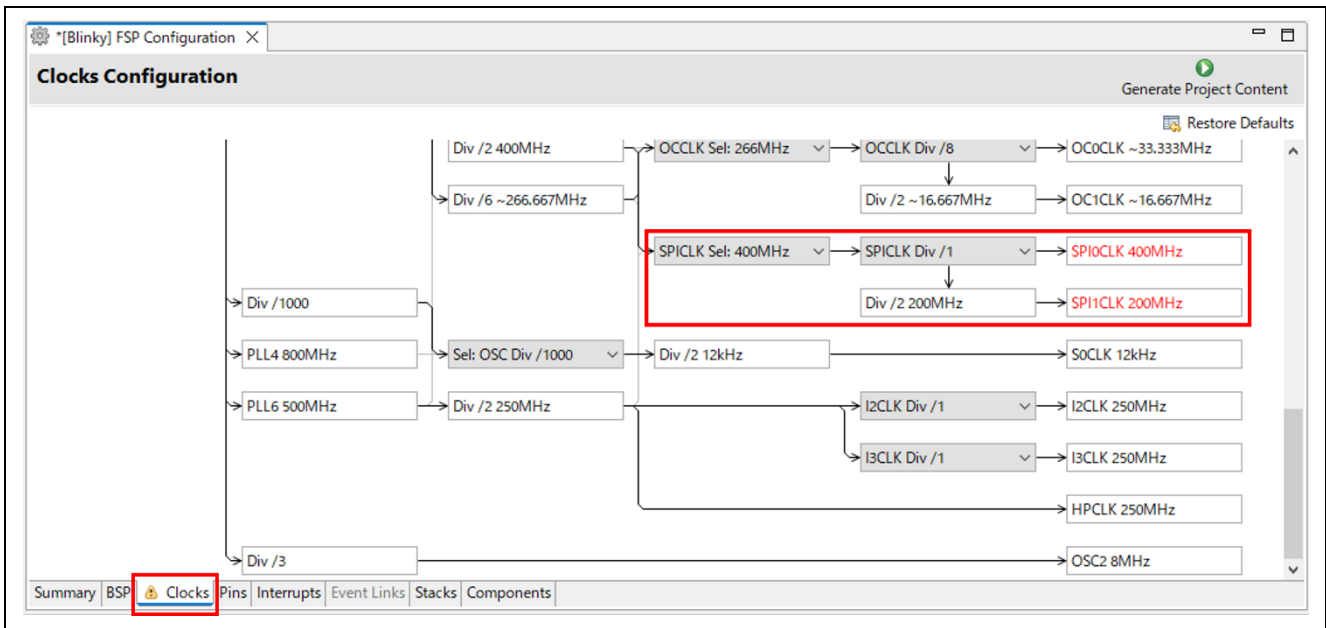 *[Blinky] FSP Configuration
Clocks Configuration
Generate Project Content
Restore Defaults
Div /2 400MHz
OCCLK Sel: 266MHz
OCCLK Div /8
OC0CLK ~33.333MHz
Div /6 ~266.667MHz
Div /2 ~16.667MHz
OC1CLK ~16.667MHz
SPICLK Sel: 400MHz
SPICLK Div /1
SPI0CLK 400MHz
Div /1000
Div /2 200MHz
SPI1CLK 200MHz
PLL4 800MHz
Sel: OSC Div /1000
Div /2 12kHz
S0CLK 12kHz
PLL6 500MHz
Div /2 250MHz
I2CLK Div /1
I2CLK 250MHz
I3CLK Div /1
I3CLK 250MHz
HPCLK 250MHz
Div /3
OSC2 8MHz
Summary BSP Clocks Pins Interrupts Event Links Stacks Components